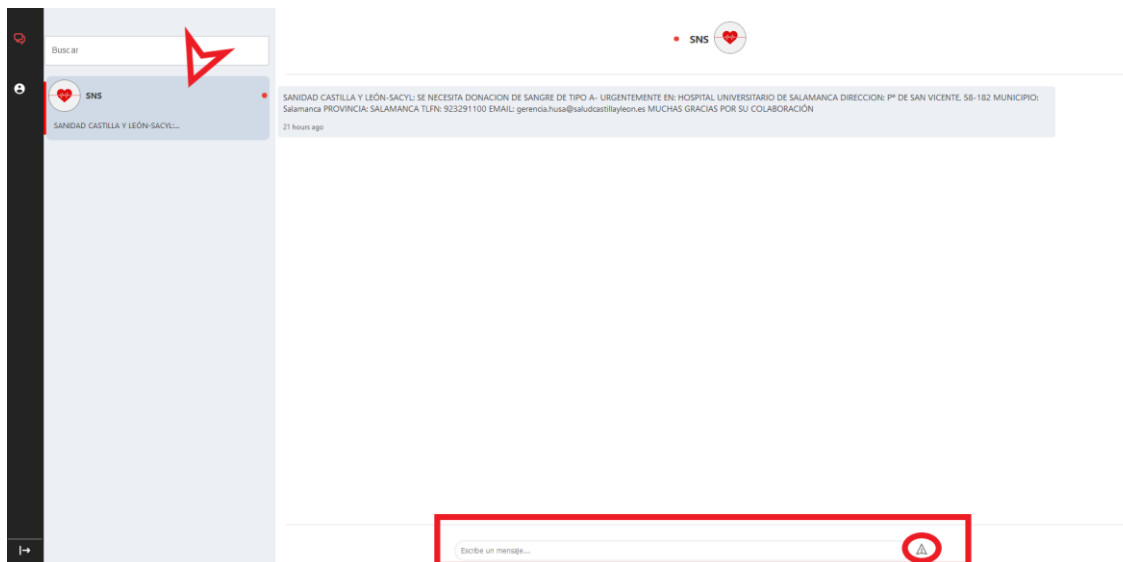 Buscar
SNS
SANIDAD CASTILLA Y LEÓN-SACYL:...
SNS
SANIDAD CASTILLA Y LEÓN-SACYL: SE NECESITA DONACION DE SANGRE DE TIPO A- URGENTEMENTE EN: HOSPITAL UNIVERSITARIO DE SALAMANCA DIRECCION: Pº DE SAN VICENTE, 58-182 MUNICIPIO:
Salamanca PROVINCIA: SALAMANCA TLFN: 923291100 EMAIL: gerencia.husa@saludcastillayleon.es MUCHAS GRACIAS POR SU COLABORACIÓN
21 hours ago
Escribe un mensaje...